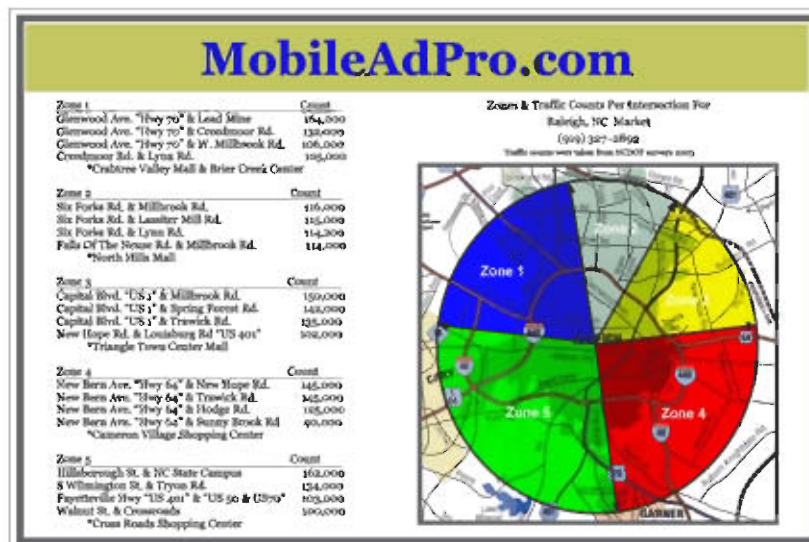 MobileAdPro.com
Zone 1 Count
Glenwood Ave. "Hwy 70" & Lead Mine 164,000
Glenwood Ave. "Hwy 70" & Creedmoor Rd. 132,000
Glenwood Ave. "Hwy 70" & W. Millbrook Rd. 106,000
Creedmoor Rd. & Lynn Rd. 105,000
*Crabtree Valley Mall & Brier Creek Center
Zone 2 Count
Six Forks Rd. & Millbrook Rd. 116,000
Six Forks Rd. & Lassiter Mill Rd. 115,000
Six Forks Rd. & Lynn Rd. 114,200
Falls Of The Neuse Rd. & Millbrook Rd. 114,000
*North Hills Mall
Zone 3 Count
Capital Blvd. "US 1" & Millbrook Rd. 150,000
Capital Blvd. "US 1" & Spring Forest Rd. 142,000
Capital Blvd. "US 1" & Trawick Rd. 135,000
New Hope Rd. & Louisburg Rd "US 401" 102,000
*Triangle Town Center Mall
Zone 4 Count
New Bern Ave. "Hwy 64" & New Hope Rd. 145,000
New Bern Ave. "Hwy 64" & Trawick Rd. 145,000
New Bern Ave. "Hwy 64" & Hodge Rd. 125,000
New Bern Ave. "Hwy 64" & Sunny Brook Rd 90,000
*Cameron Village Shopping Center
Zone 5 Count
Hillsborough St. & NC State Campus 162,000
S Wilmington St. & Tryon Rd. 134,000
Fayetteville Hwy "US 401" & "US 50 & US70" 103,000
Walnut St. & Crossroads 100,000
*Cross Roads Shopping Center
Zones & Traffic Counts Per Intersection For
Raleigh, NC Market
(919) 327-2892
Traffic counts were taken from NCDOT surveys 2003
Zone 1
Zone
Zone 5
Zone 4
GARNER